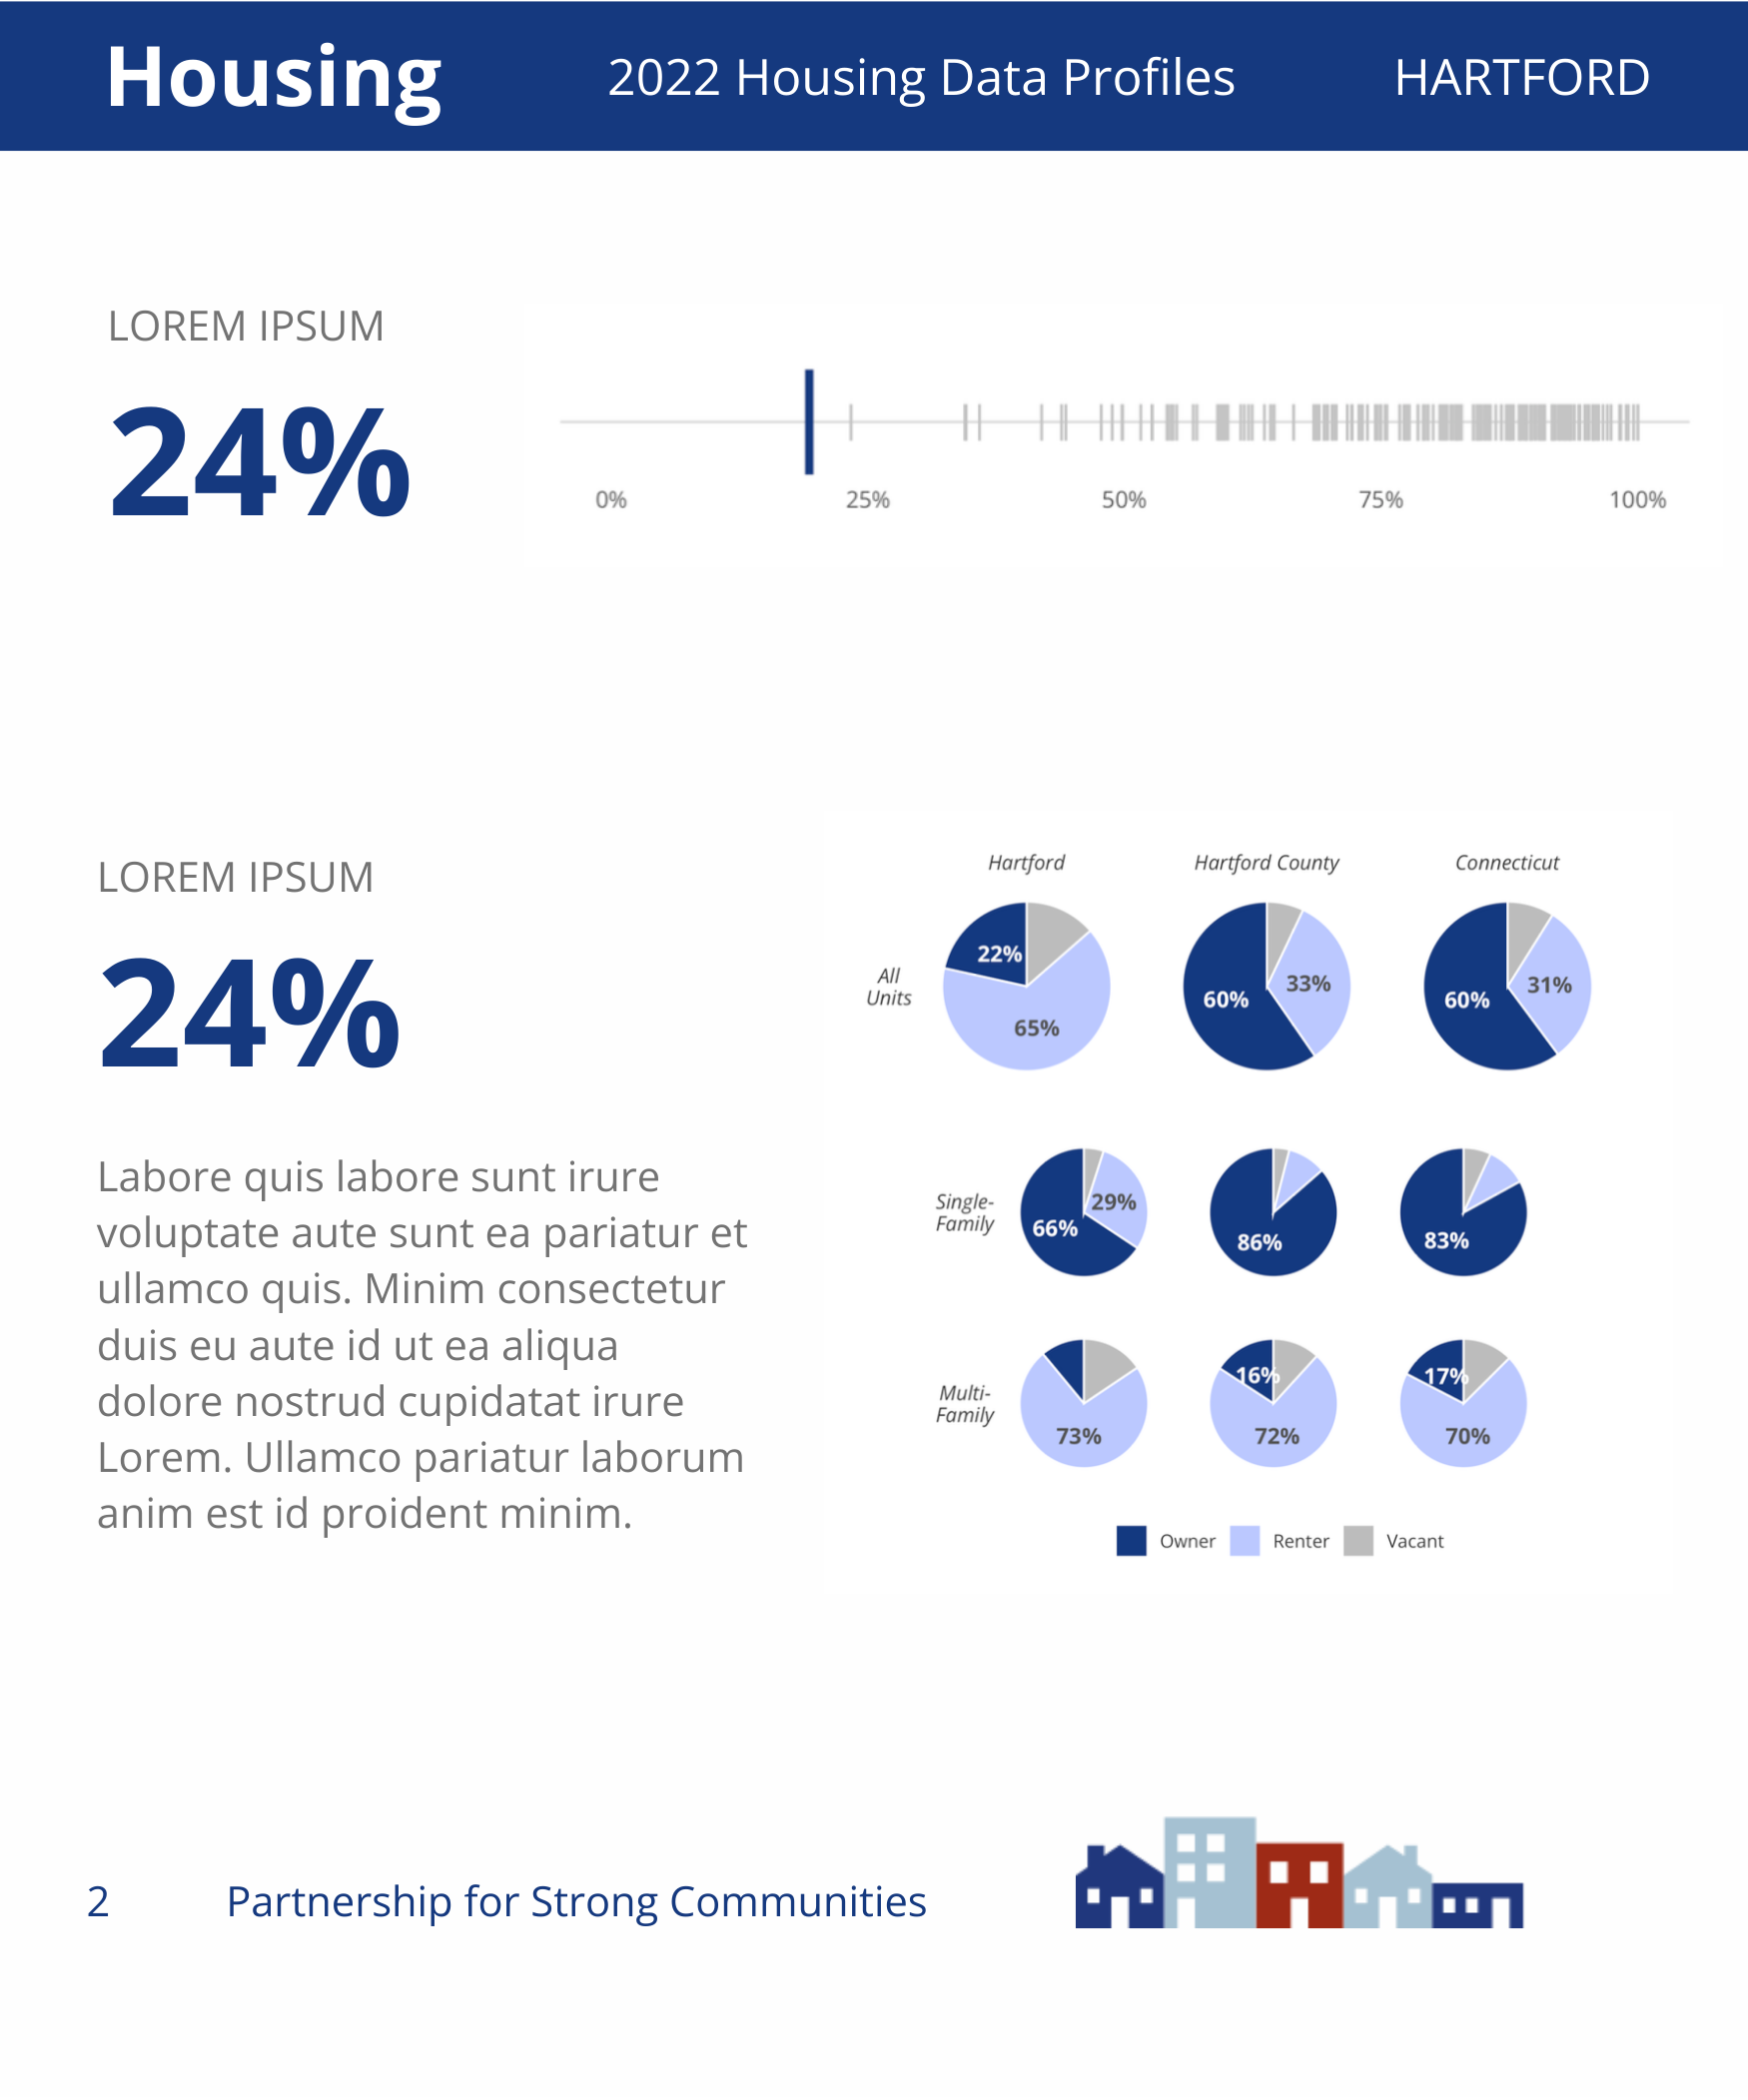 Housing 2022 Housing Data Profiles HARTFORD
LOREM IPSUM
24%
0% 25% 50% 75% 100%
LOREM IPSUM
24%
Labore quis labore sunt irure
voluptate aute sunt ea pariatur et
ullamco quis. Minim consectetur
duis eu aute id ut ea aliqua
dolore nostrud cupidatat irure
Lorem. Ullamco pariatur laborum
anim est id proident minim.
Hartford Hartford County Connecticut
All
Units
22% 65% 60% 33% 60% 31%
Single-
Family
66% 29% 86% 83%
Multi-
Family
73% 16% 72% 17% 70%
Owner Renter Vacant
2 Partnership for Strong Communities